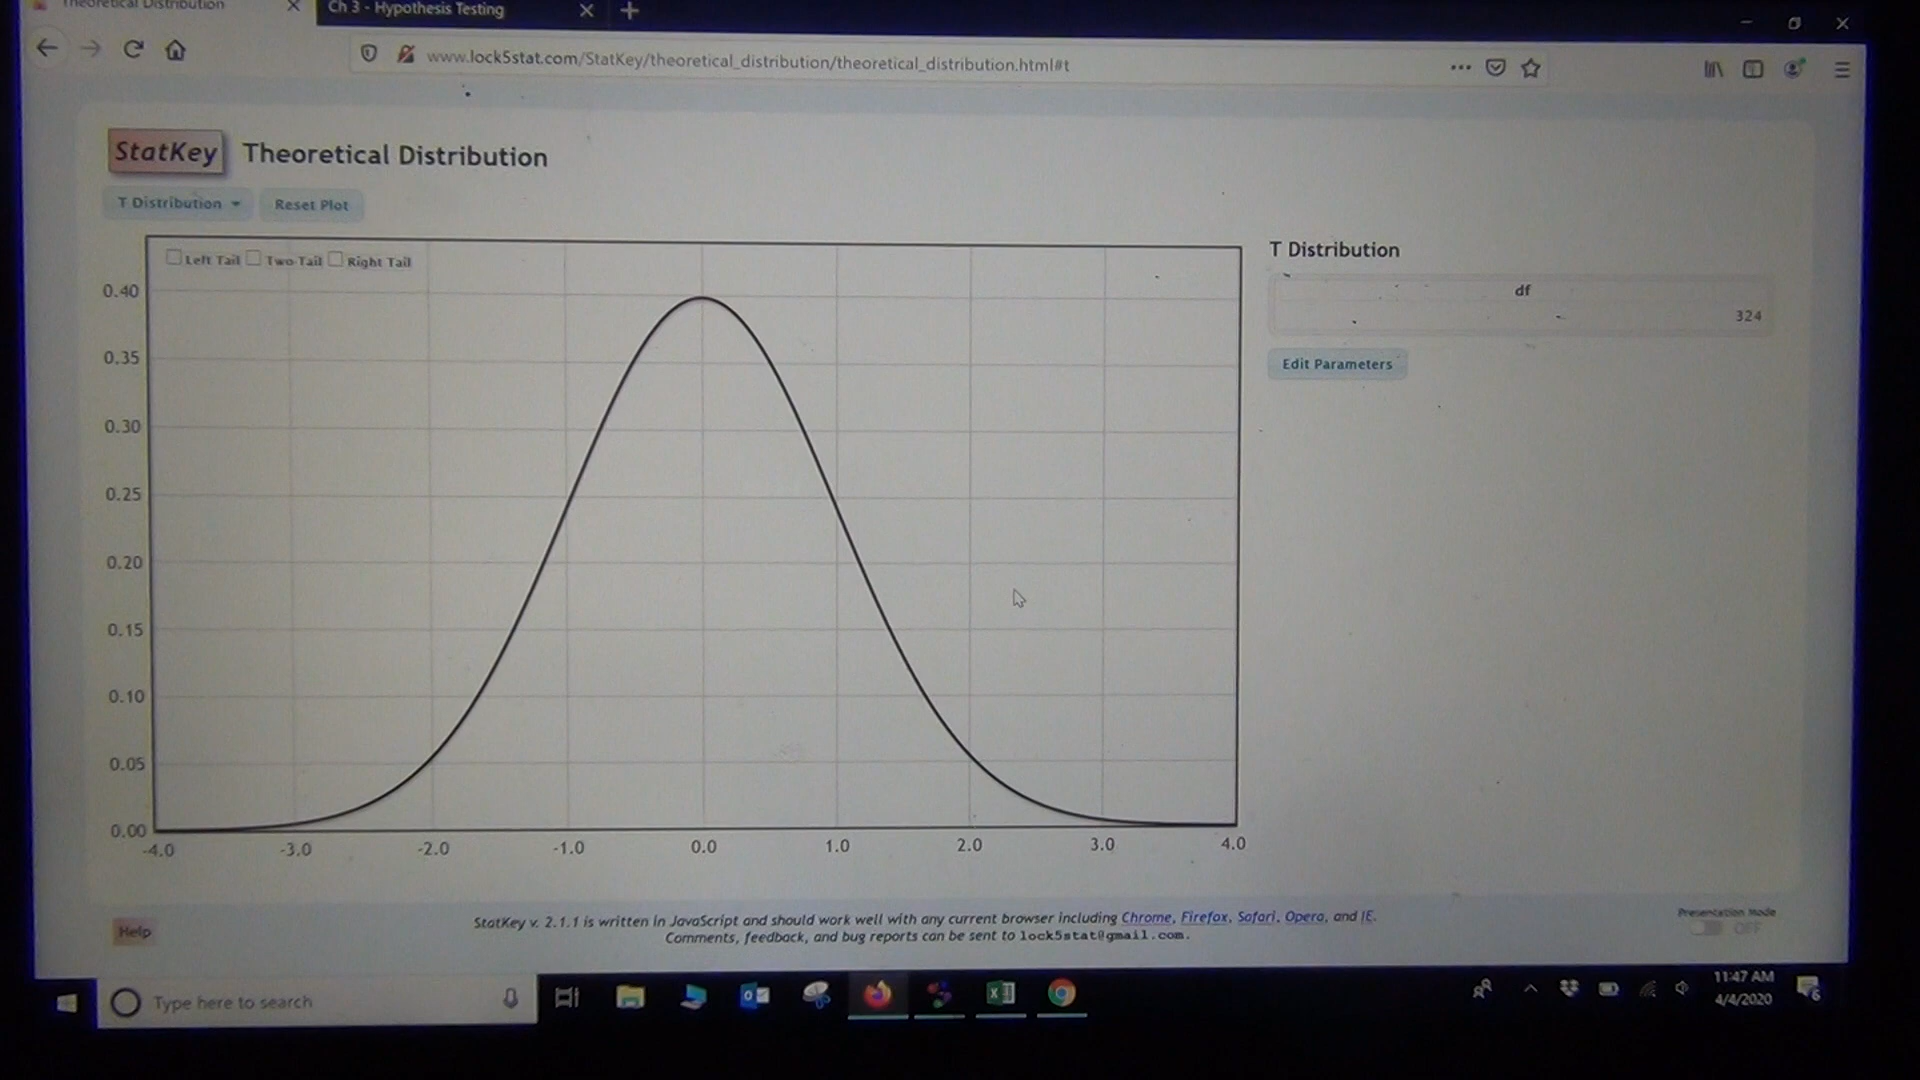 Theoretical Distribution
Ch 3 - Hypothesis Testing
www.lock5stat.com/StatKey/theoretical_distribution/theoretical_distribution.html#t
StatKey Theoretical Distribution
T Distribution
Reset Plot
Left Tail Two-Tail Right Tail
T Distribution
df
324
Edit Parameters
0.40
0.35
0.30
0.25
0.20
0.15
0.10
0.05
0.00
-4.0 -3.0 -2.0 -1.0 0.0 1.0 2.0 3.0 4.0
Help
StatKey v. 2.1.1 is written in JavaScript and should work well with any current browser including Chrome, Firefox, Safari, Opera, and IE.
Comments, feedback, and bug reports can be sent to lock5stat@gmail.com.
Presentation Mode
OFF
Type here to search
11:47 AM
4/4/2020
6